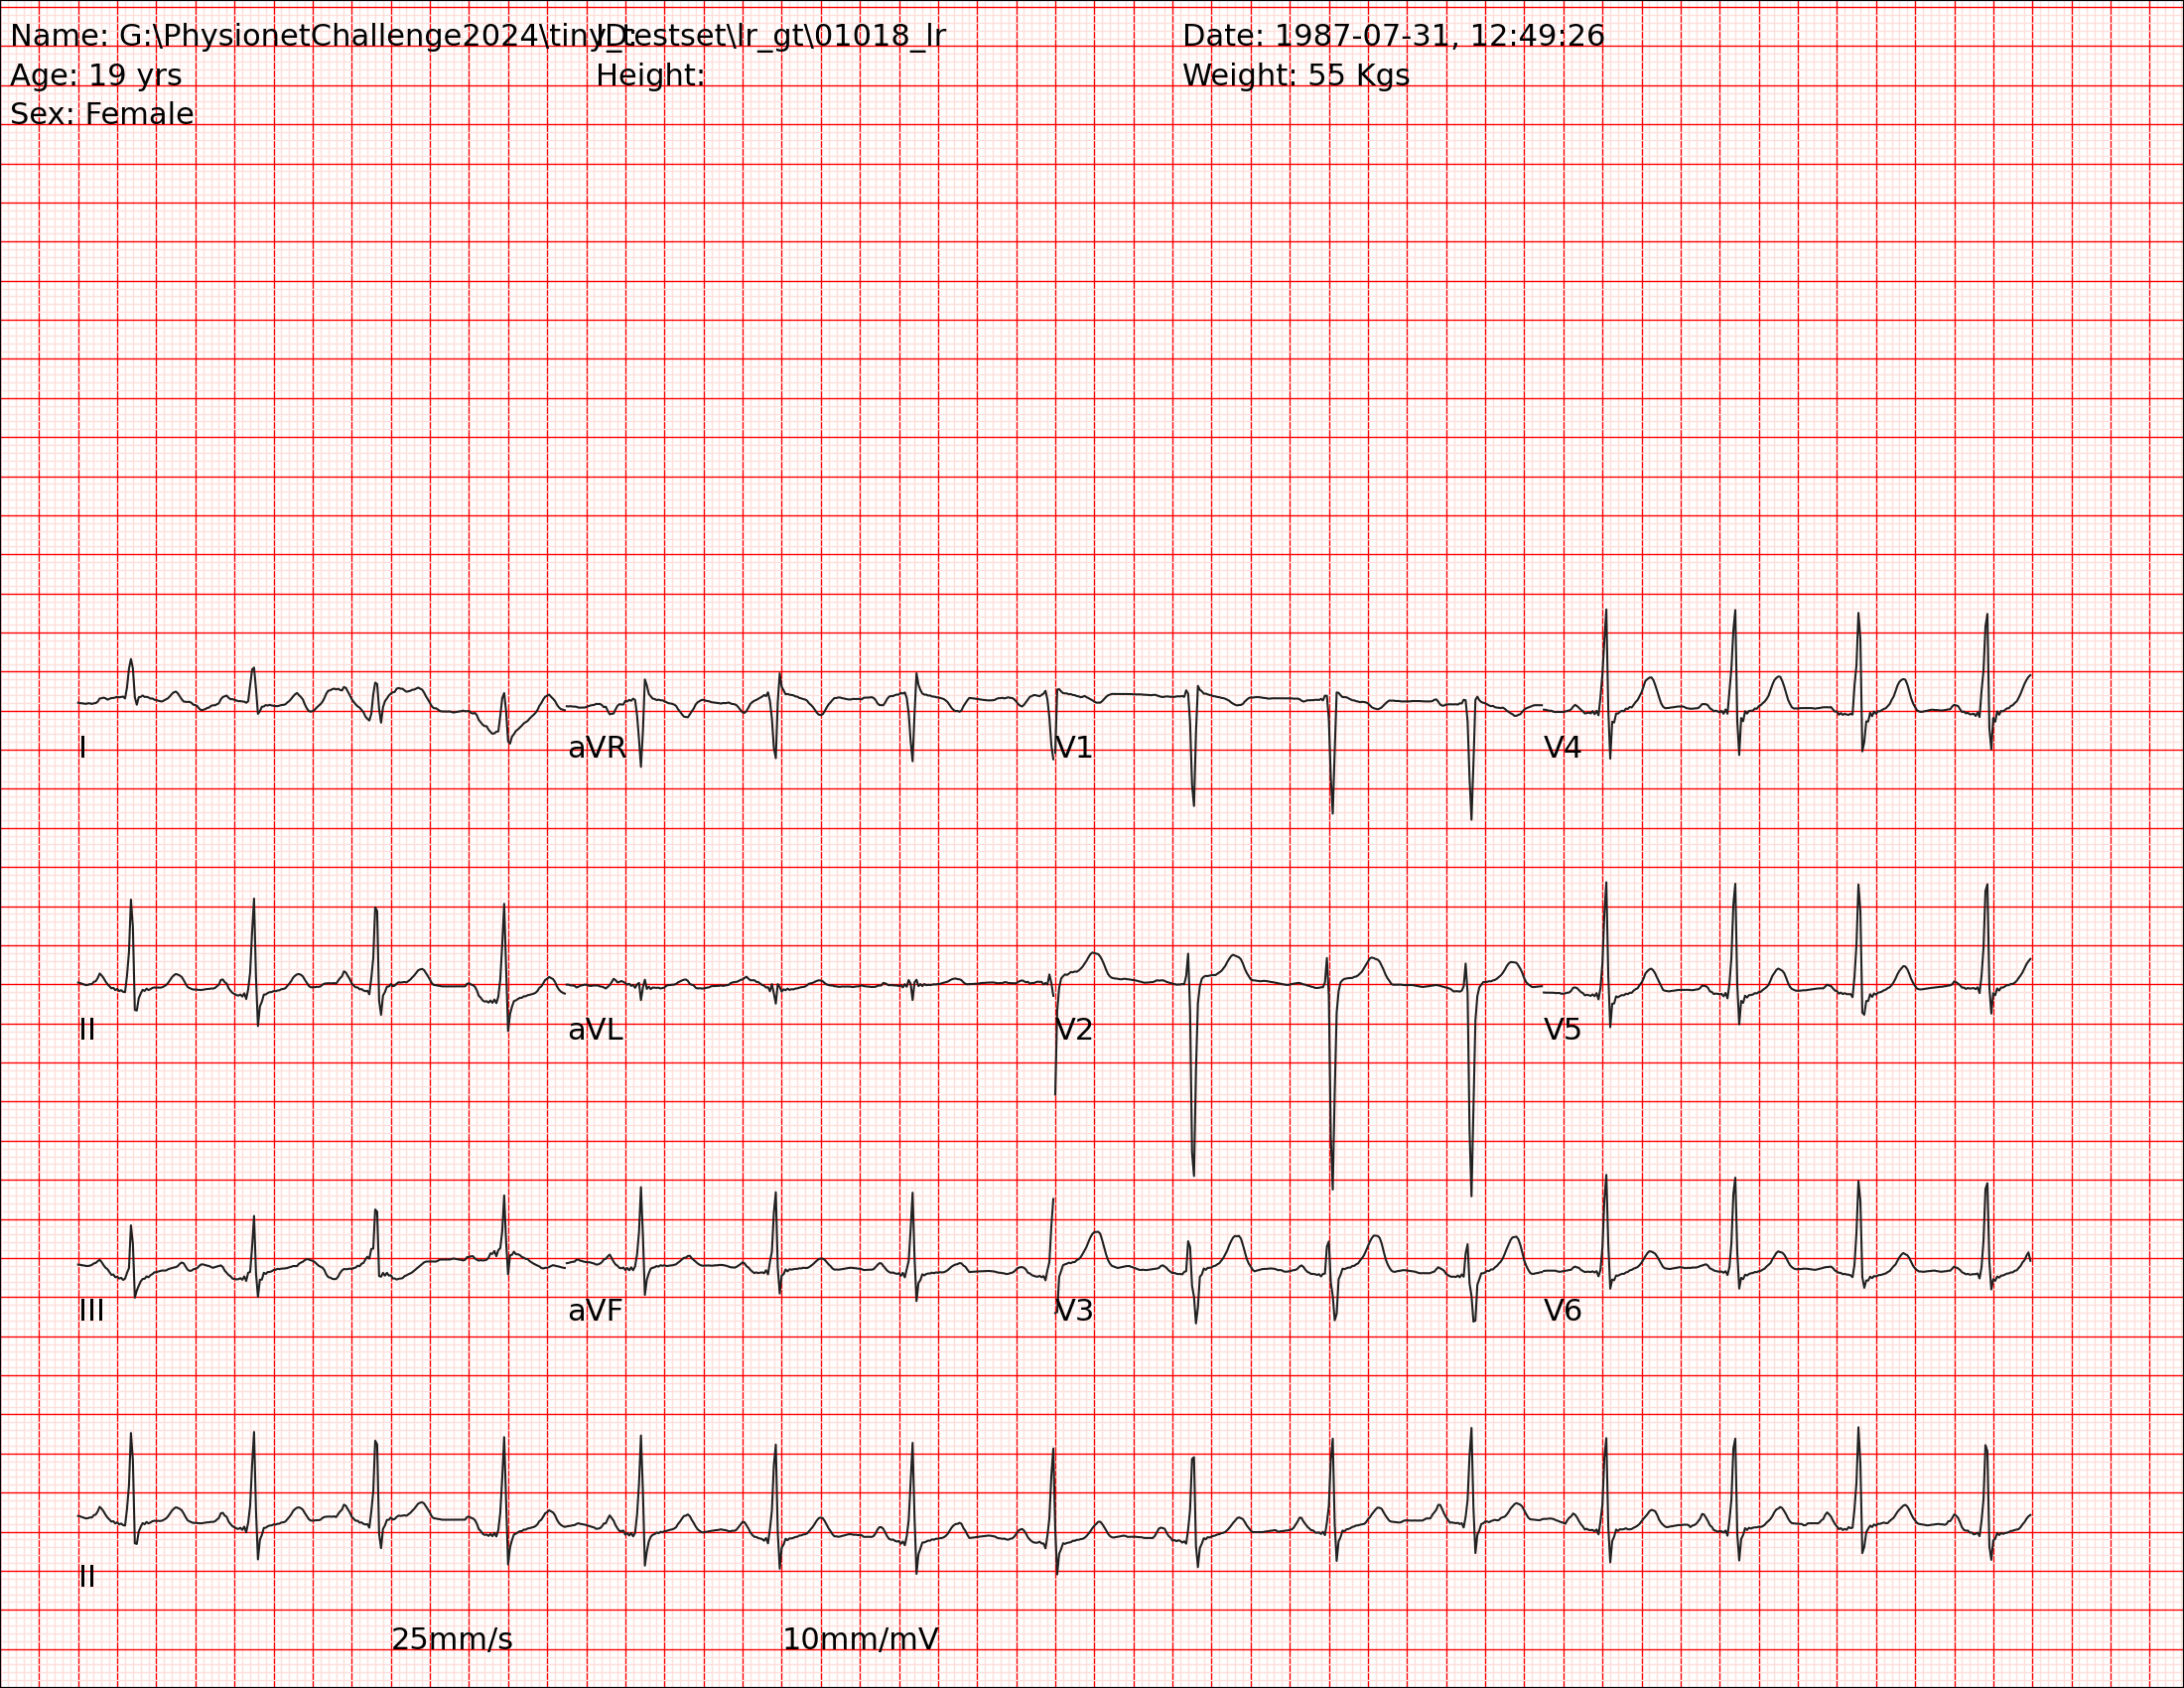 Name: G:\PhysionetChallenge2024\tiny_testset\lr_gt\01018_lr ID: Date: 1987-07-31, 12:49:26
Age: 19 yrs Height: Weight: 55 Kgs
Sex: Female
I aVR V1 V4
II aVL V2 V5
III aVF V3 V6
II
25mm/s 10mm/mV